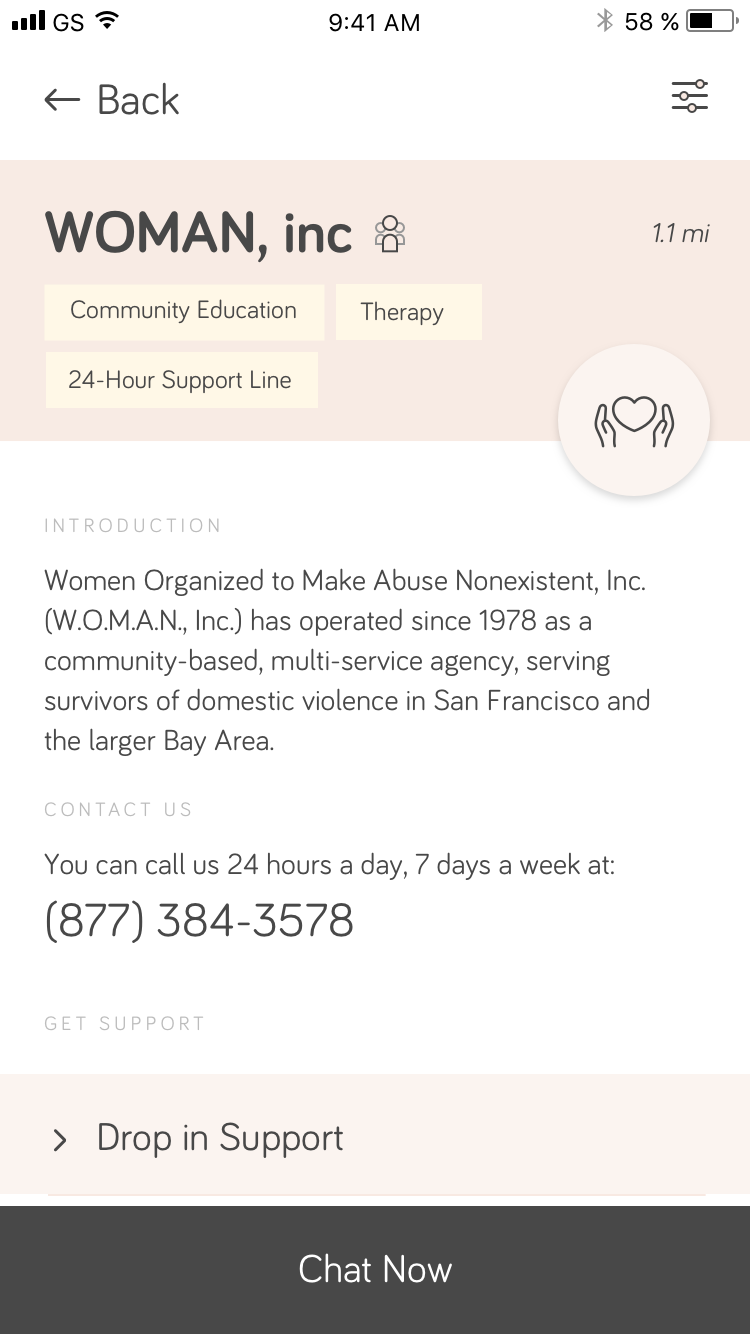 GS 9:41 AM 58 %
Back
WOMAN, inc 1.1 mi
Community Education Therapy
24-Hour Support Line
INTRODUCTION
Women Organized to Make Abuse Nonexistent, Inc.
(W.O.M.A.N., Inc.) has operated since 1978 as a
community-based, multi-service agency, serving
survivors of domestic violence in San Francisco and
the larger Bay Area.
CONTACT US
You can call us 24 hours a day, 7 days a week at:
(877) 384-3578
GET SUPPORT
Drop in Support
Chat Now